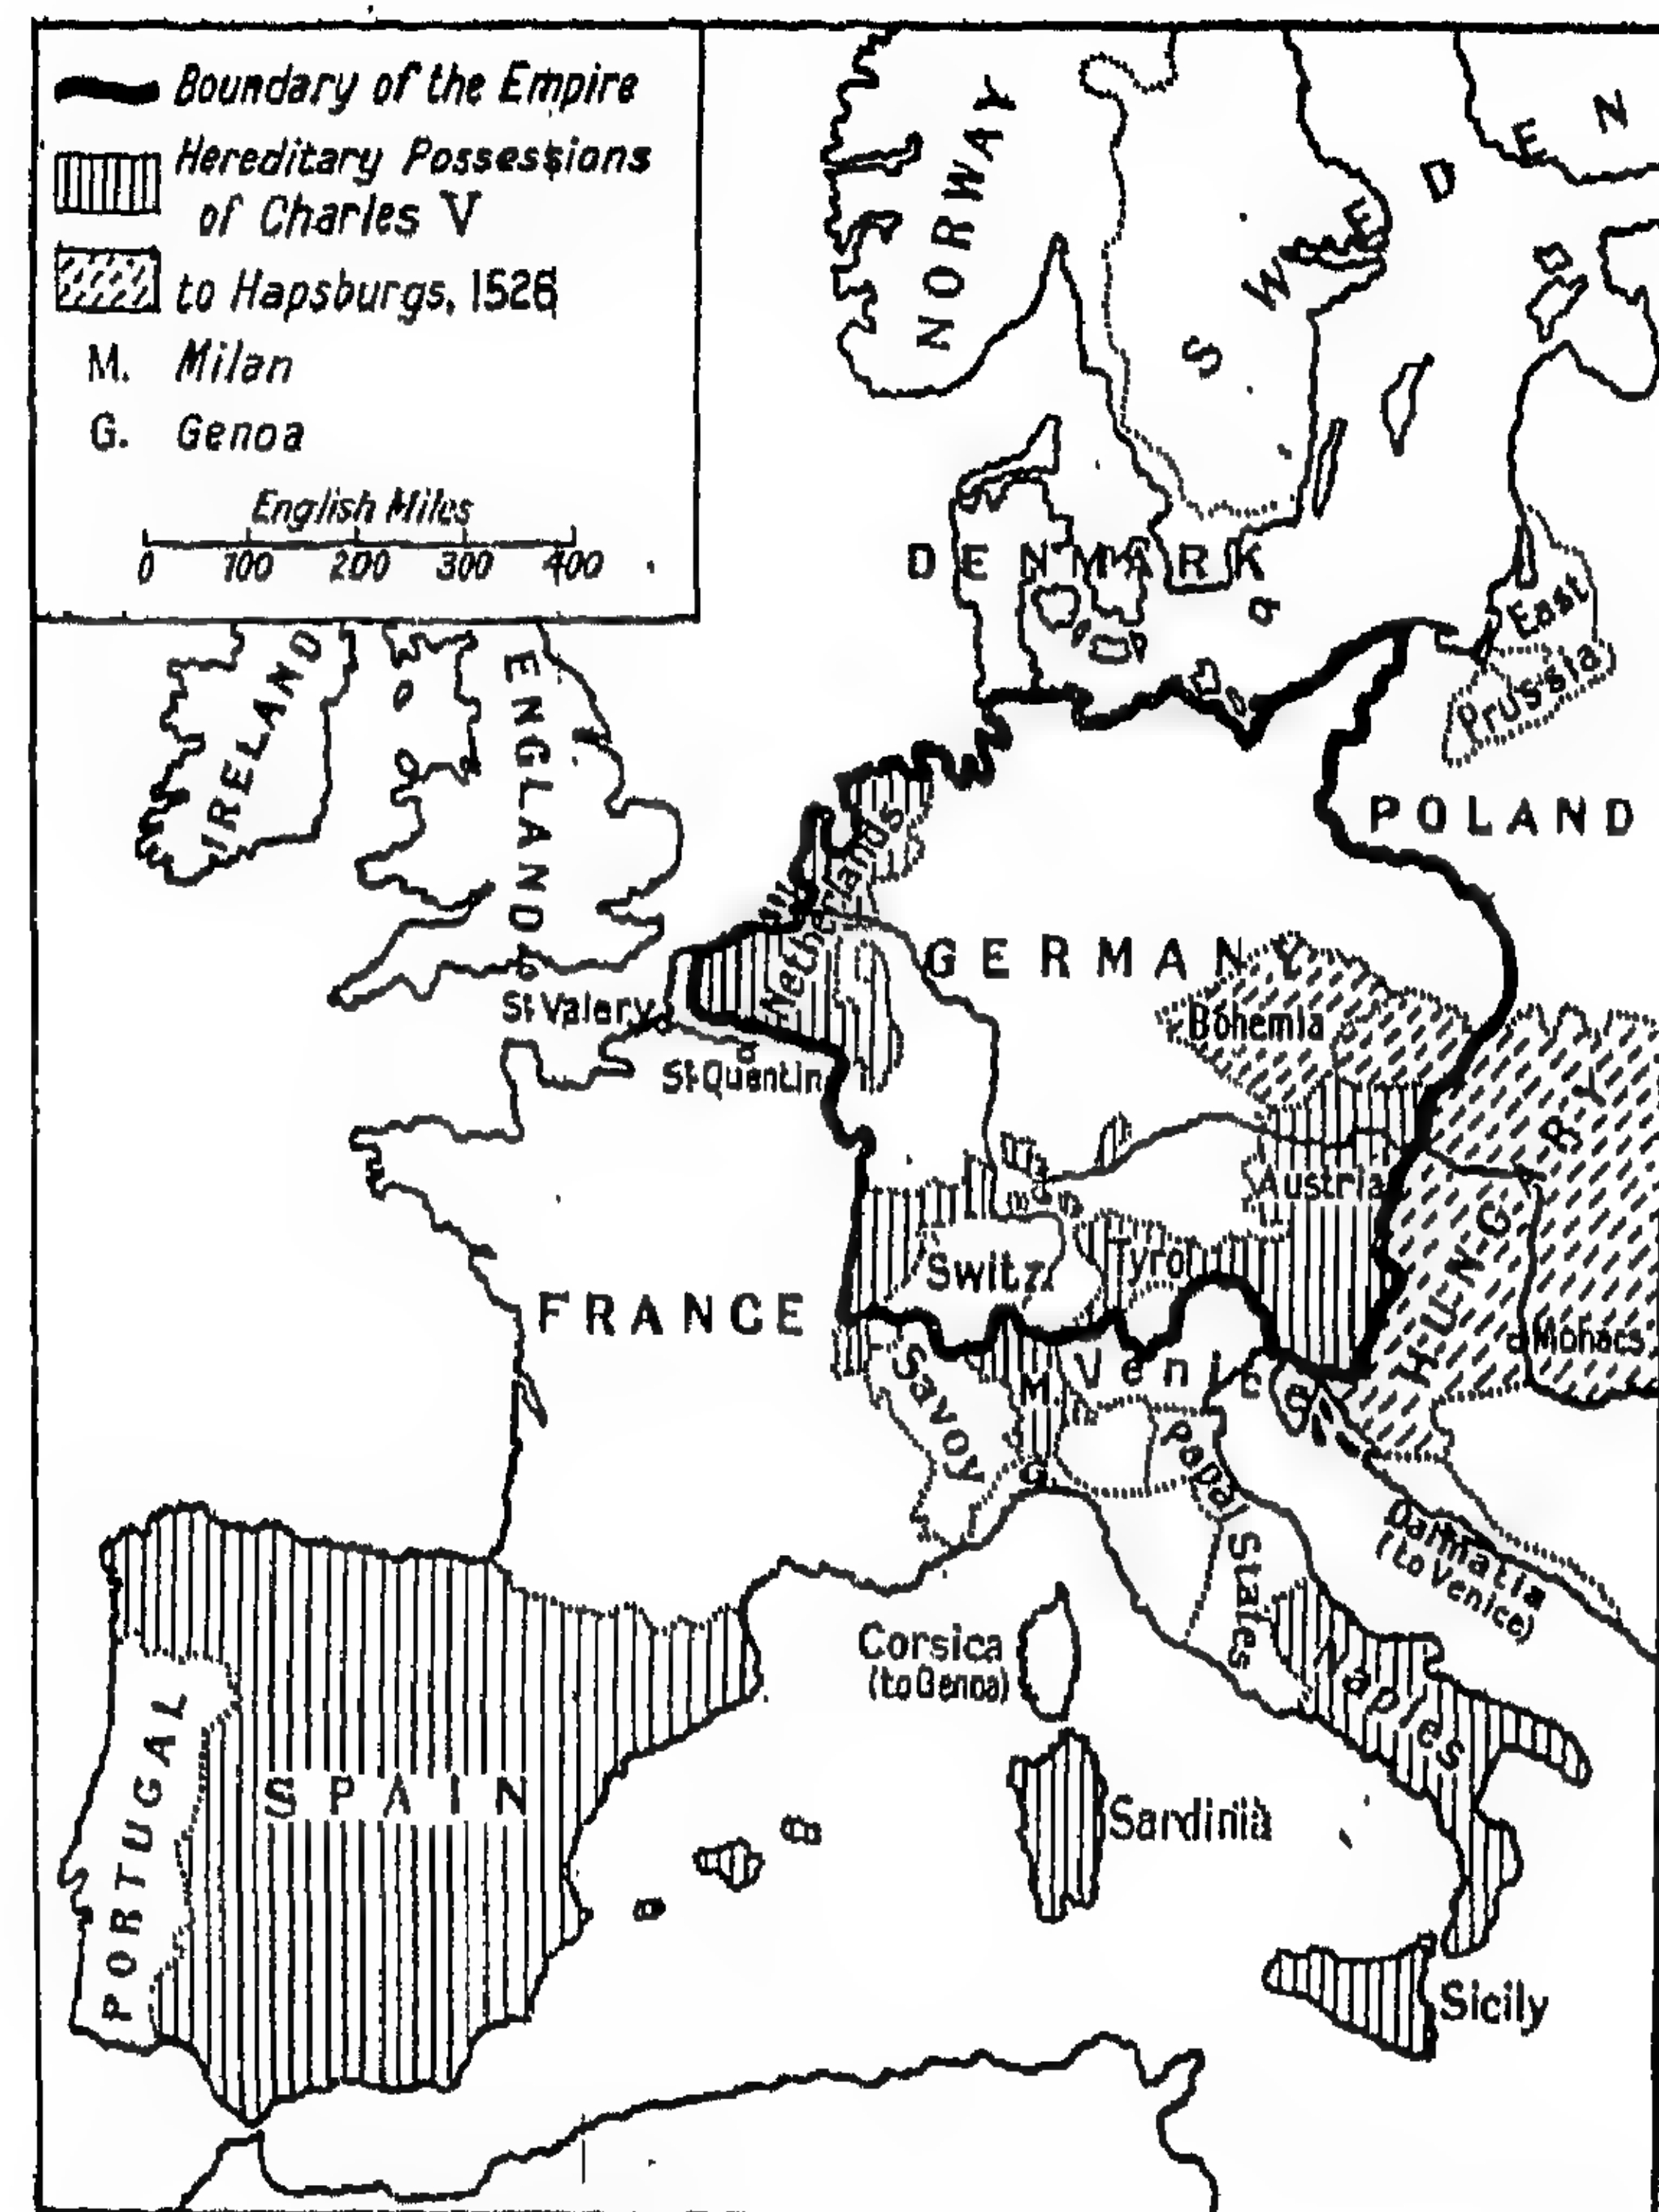 Boundary of the Empire
Hereditary Possessions
of Charles V
to Hapsburgs, 1526
M. Milan
G. Genoa
English Miles
0 100 200 300 400
NORWAY
SWEDEN
DENMARK
East
Prussia
IRELAND
ENGLAND
POLAND
Netherlands
GERMANY
St Valery
St Quentin
Bohemia
HUNGARY
Austria
Switz.
Tyrol
FRANCE
Mohacs
Savoy
M.
Venice
G.
Papal States
Dalmatia
(to Venice)
Corsica
(to Genoa)
Naples
PORTUGAL
SPAIN
Sardinia
Sicily